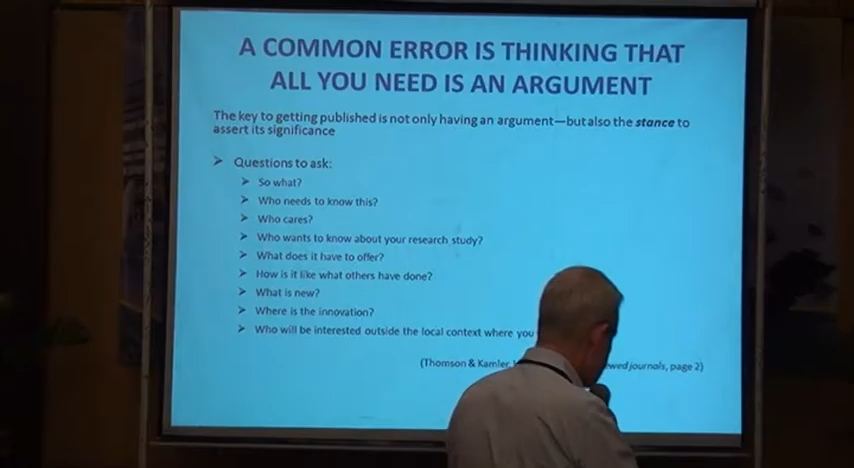 A COMMON ERROR IS THINKING THAT
ALL YOU NEED IS AN ARGUMENT
The key to getting published is not only having an argument—but also the stance to
assert its significance
➢ Questions to ask:
➢ So what?
➢ Who needs to know this?
➢ Who cares?
➢ Who wants to know about your research study?
➢ What does it have to offer?
➢ How is it like what others have done?
➢ What is new?
➢ Where is the innovation?
➢ Who will be interested outside the local context where you
(Thomson & Kamler, journals, page 2)